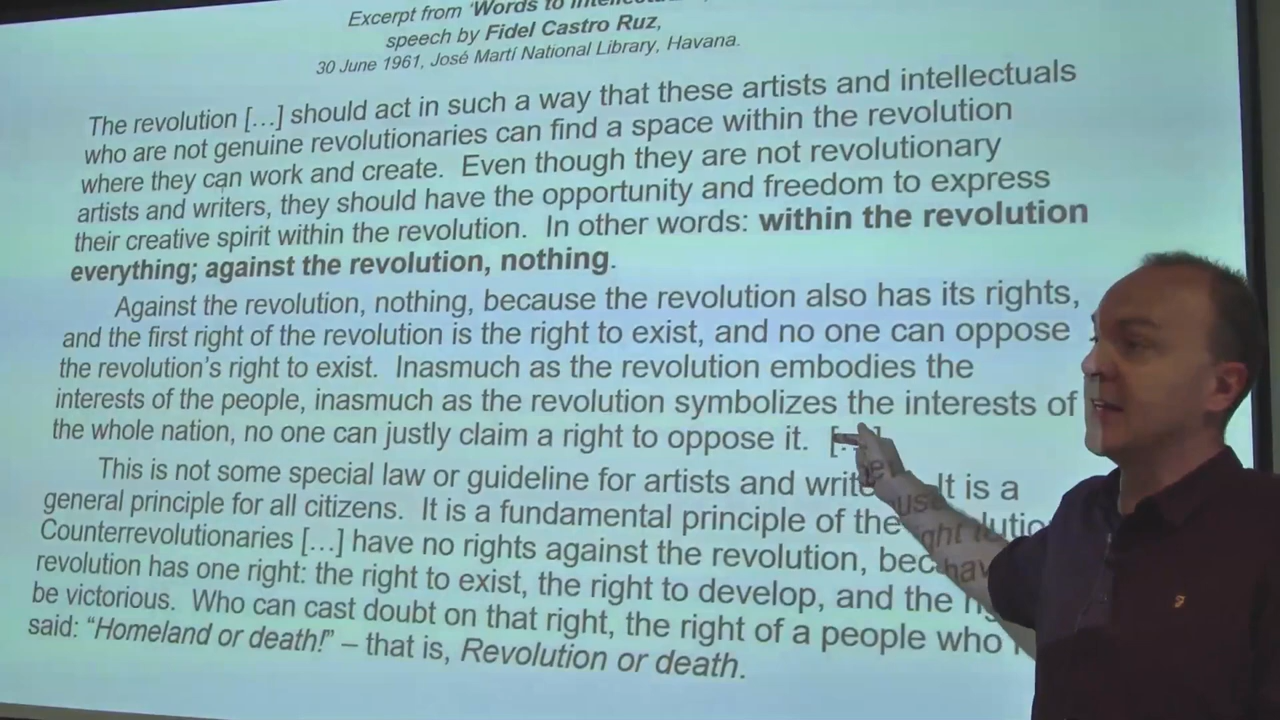 Excerpt from 'Words to
speech by Fidel Castro Ruz,
30 June 1961, José Martí National Library, Havana.
The revolution […] should act in such a way that these artists and intellectuals
who are not genuine revolutionaries can find a space within the revolution
where they can work and create. Even though they are not revolutionary
artists and writers, they should have the opportunity and freedom to express
their creative spirit within the revolution. In other words: within the revolution
everything; against the revolution, nothing.
Against the revolution, nothing, because the revolution also has its rights,
and the first right of the revolution is the right to exist, and no one can oppose
the revolution's right to exist. Inasmuch as the revolution embodies the
interests of the people, inasmuch as the revolution symbolizes the interests of
the whole nation, no one can justly claim a right to oppose it. […]
This is not some special law or guideline for artists and It is a
general principle for all citizens. It is a fundamental principle of the
Counterrevolutionaries […] have no rights against the revolution,
revolution has one right: the right to exist, the right to develop, and the
be victorious. Who can cast doubt on that right, the right of a people who
said: “Homeland or death!” – that is, Revolution or death.